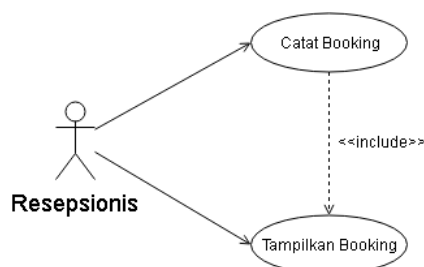 Catat Booking
<<include>>
Resepsionis
Tampilkan Booking